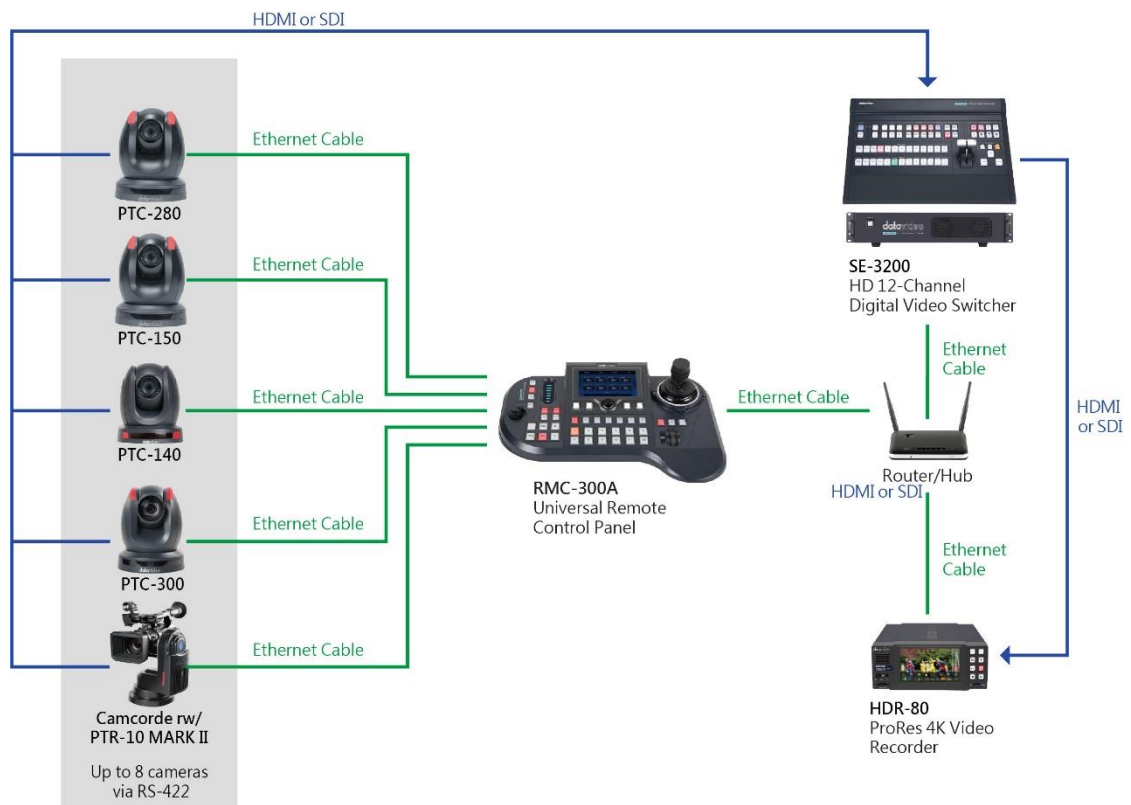 HDMI or SDI
Ethernet Cable
PTC-280
Ethernet Cable
PTC-150
Ethernet Cable
PTC-140
Ethernet Cable
PTC-300
Ethernet Cable
Camcorde rw/
PTR-10 MARK II
Up to 8 cameras
via RS-422
RMC-300A
Universal Remote
Control Panel
Ethernet Cable
datavideo
SE-3200
HD 12-Channel
Digital Video Switcher
Ethernet
Cable
HDMI
or SDI
Router/Hub
HDMI or SDI
Ethernet
Cable
HDR-80
ProRes 4K Video
Recorder